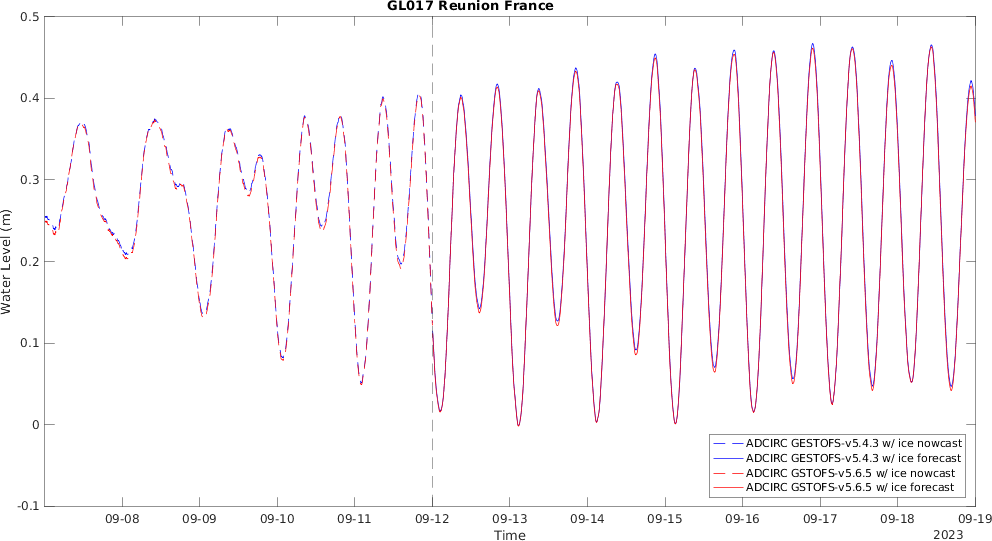 GL017 Reunion France
0.5
0.4
0.3
0.2
0.1
0
-0.1
Water Level (m)
ADCIRC GESTOFS-v5.4.3 w/ ice nowcast
ADCIRC GESTOFS-v5.4.3 w/ ice forecast
ADCIRC GSTOFS-v5.6.5 w/ ice nowcast
ADCIRC GSTOFS-v5.6.5 w/ ice forecast
09-08 09-09 09-10 09-11 09-12 09-13 09-14 09-15 09-16 09-17 09-18 09-19
Time
2023